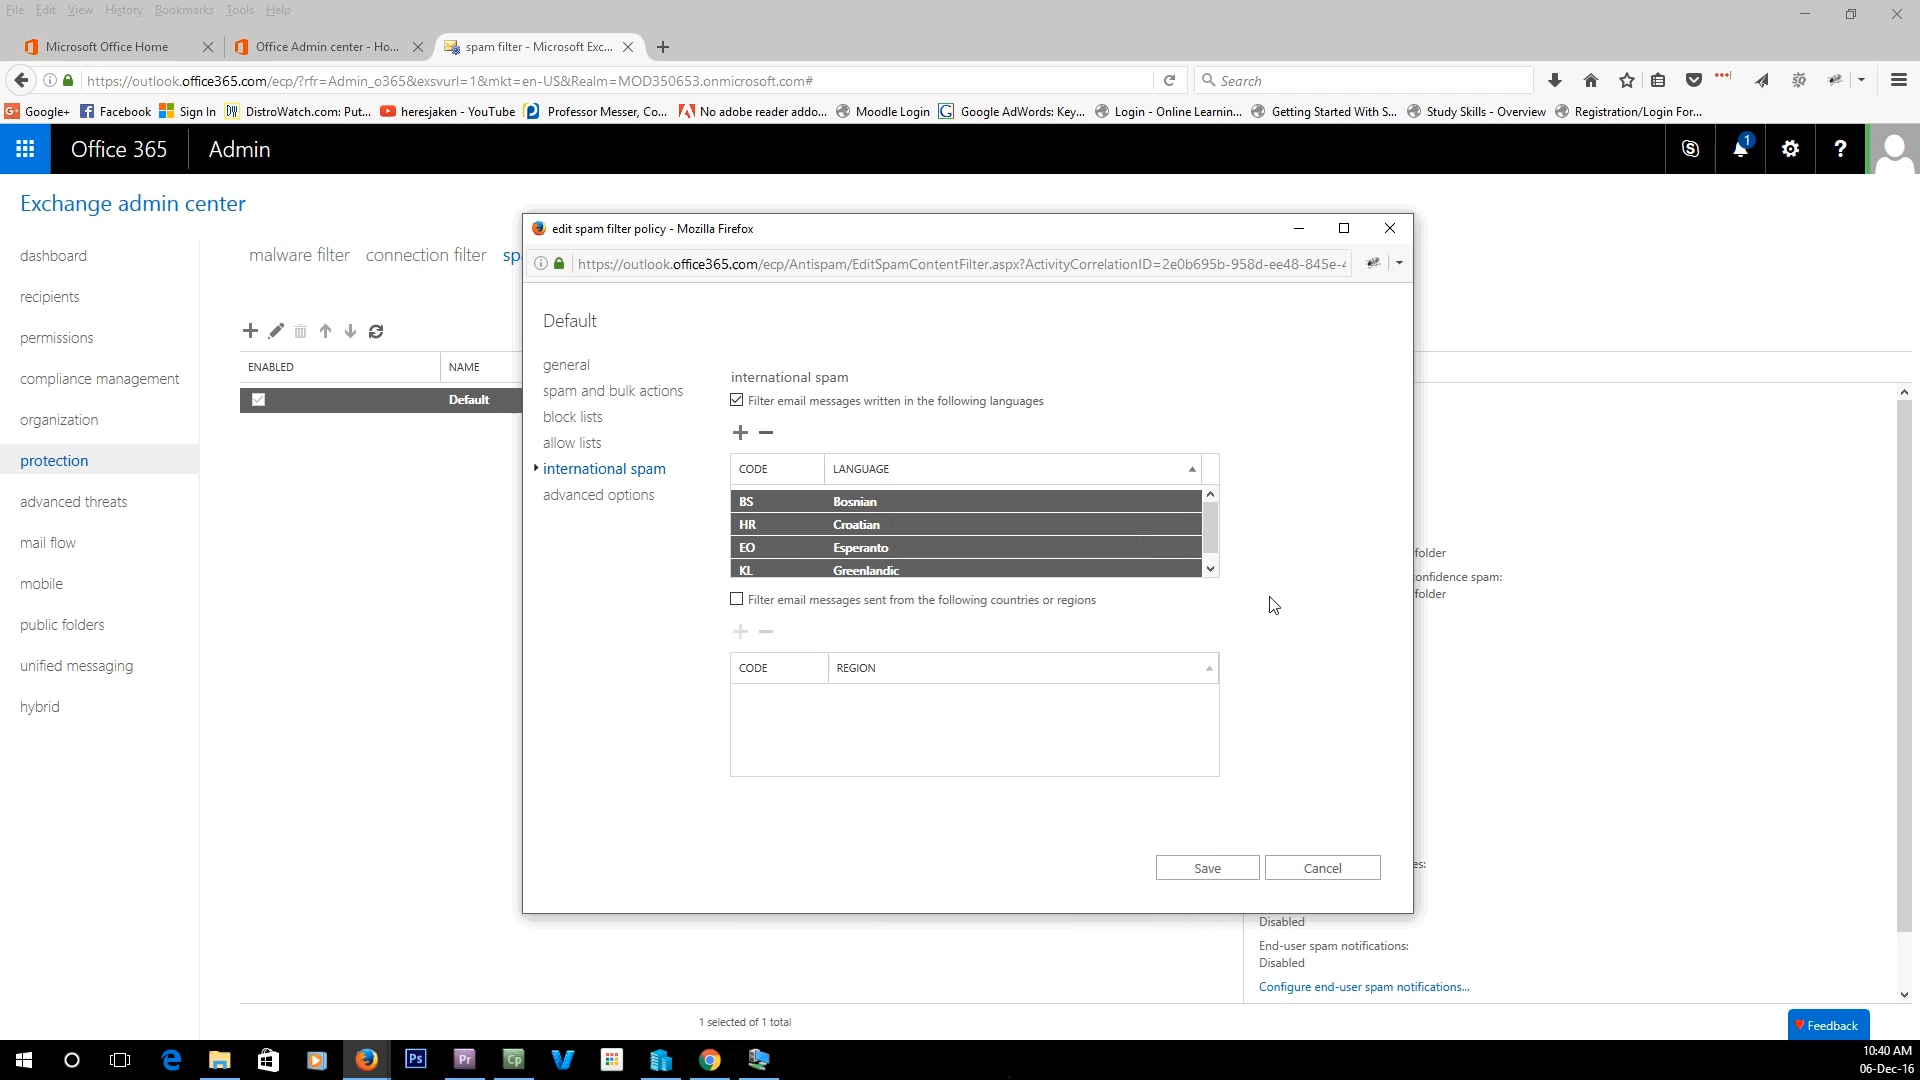 File Edit View History Bookmarks Tools Help
Microsoft Office Home
Office Admin center - Ho...
spam filter - Microsoft Exc...
https://outlook.office365.com/ecp/?rfr=Admin_o365&exsvurl=1&mkt=en-US&Realm=MOD350653.onmicrosoft.com#
Search
Google+
Facebook
Sign In
DistroWatch.com: Put...
heresjaken - YouTube
Professor Messer, Co...
No adobe reader addo...
Moodle Login
Google AdWords: Key...
Login - Online Learnin...
Getting Started With S...
Study Skills - Overview
Registration/Login For...
Office 365
Admin
1
?
Exchange admin center
dashboard
recipients
permissions
compliance management
organization
protection
advanced threats
mail flow
mobile
public folders
unified messaging
hybrid
malware filter
connection filter
ENABLED
NAME
Default
edit spam filter policy - Mozilla Firefox
https://outlook.office365.com/ecp/Antispam/EditSpamContentFilter.aspx?ActivityCorrelationID=2e0b695b-958d-ee48-845e-
Default
general
spam and bulk actions
block lists
allow lists
international spam
advanced options
international spam
Filter email messages written in the following languages
CODE LANGUAGE
BS Bosnian
HR Croatian
EO Esperanto
KL Greenlandic
Filter email messages sent from the following countries or regions
CODE REGION
Save
Cancel
folder
onfidence spam:
folder
es:
Disabled
End-user spam notifications:
Disabled
Configure end-user spam notifications...
1 selected of 1 total
Feedback
Ps
Pr
Cp
10:40 AM
06-Dec-16